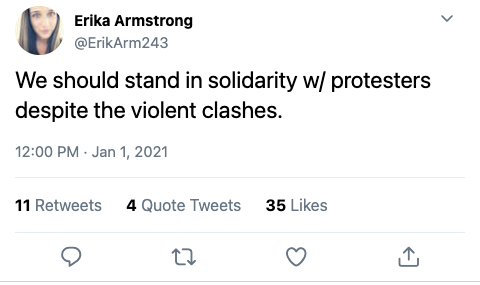 Erika Armstrong
@ErikArm243
We should stand in solidarity w/ protesters
despite the violent clashes.
12:00 PM · Jan 1, 2021
11 Retweets 4 Quote Tweets 35 Likes